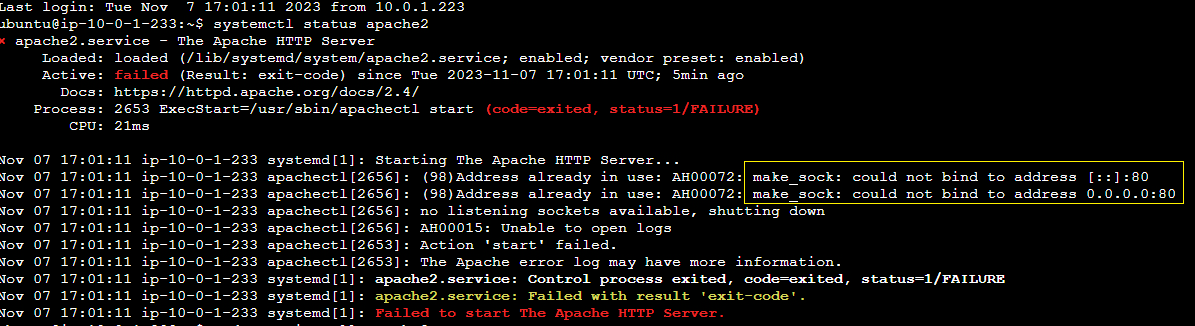 Last login: Tue Nov  7 17:01:11 2023 from 10.0.1.223
ubuntu@ip-10-0-1-233:~$ systemctl status apache2
× apache2.service - The Apache HTTP Server
Loaded: loaded (/lib/systemd/system/apache2.service; enabled; vendor preset: enabled)
Active: failed (Result: exit-code) since Tue 2023-11-07 17:01:11 UTC; 5min ago
Docs: https://httpd.apache.org/docs/2.4/
Process: 2653 ExecStart=/usr/sbin/apachectl start (code=exited, status=1/FAILURE)
CPU: 21ms
Nov 07 17:01:11 ip-10-0-1-233 systemd[1]: Starting The Apache HTTP Server...
Nov 07 17:01:11 ip-10-0-1-233 apachectl[2656]: (98)Address already in use: AH00072: make_sock: could not bind to address [::]:80
Nov 07 17:01:11 ip-10-0-1-233 apachectl[2656]: (98)Address already in use: AH00072: make_sock: could not bind to address 0.0.0.0:80
Nov 07 17:01:11 ip-10-0-1-233 apachectl[2656]: no listening sockets available, shutting down
Nov 07 17:01:11 ip-10-0-1-233 apachectl[2656]: AH00015: Unable to open logs
Nov 07 17:01:11 ip-10-0-1-233 apachectl[2653]: Action 'start' failed.
Nov 07 17:01:11 ip-10-0-1-233 apachectl[2653]: The Apache error log may have more information.
Nov 07 17:01:11 ip-10-0-1-233 systemd[1]: apache2.service: Control process exited, code=exited, status=1/FAILURE
Nov 07 17:01:11 ip-10-0-1-233 systemd[1]: apache2.service: Failed with result 'exit-code'.
Nov 07 17:01:11 ip-10-0-1-233 systemd[1]: Failed to start The Apache HTTP Server.